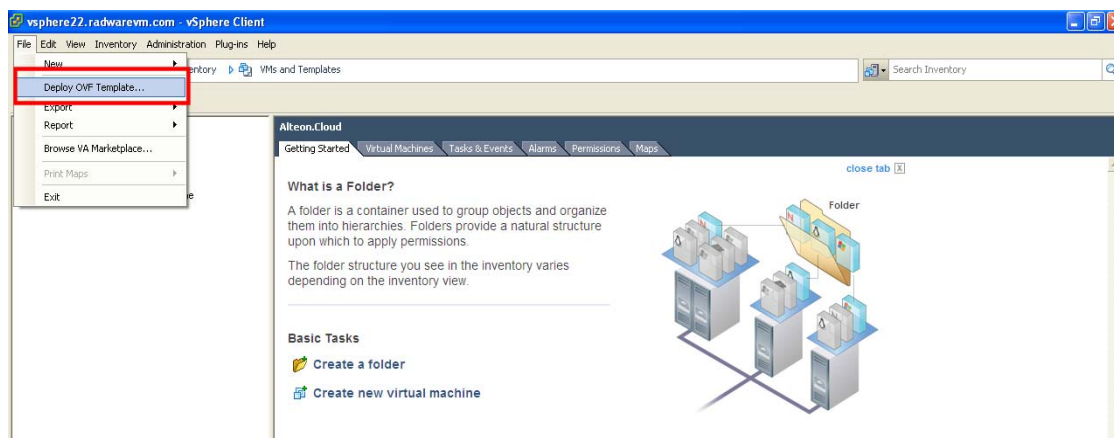 vsphere22.radwarevm.com - vSphere Client
File Edit View Inventory Administration Plug-ins Help
New
entory VMs and Templates
Search Inventory
Deploy OVF Template...
Export
Report
Browse VA Marketplace...
Print Maps
Exit
Alteon.Cloud
Getting Started Virtual Machines Tasks & Events Alarms Permissions Maps
close tab X
What is a Folder?
A folder is a container used to group objects and organize
them into hierarchies. Folders provide a natural structure
upon which to apply permissions.
The folder structure you see in the inventory varies
depending on the inventory view.
Folder
Basic Tasks
Create a folder
Create new virtual machine